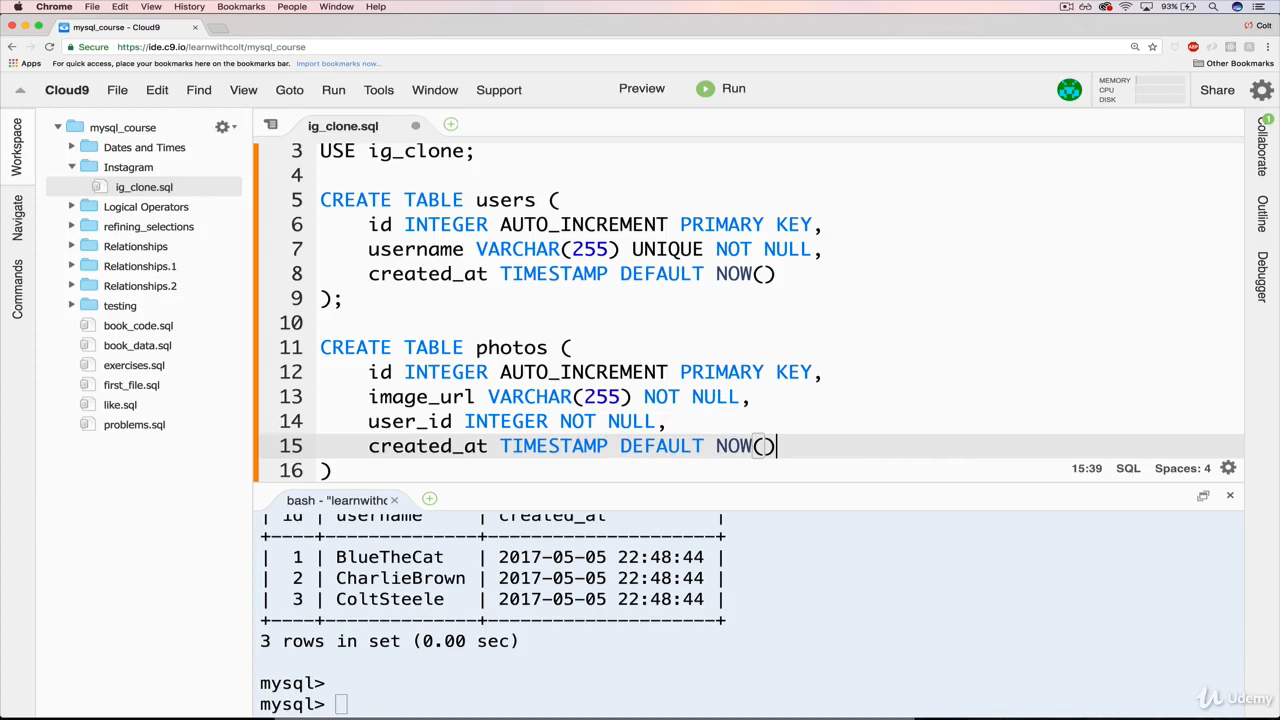 Chrome File Edit View History Bookmarks People Window Help 93%
mysql_course - Cloud9 Colt
Secure https://ide.c9.io/learnwithcolt/mysql_course
Apps For quick access, place your bookmarks here on the bookmarks bar. Import bookmarks now... Other Bookmarks
Cloud9 File Edit Find View Goto Run Tools Window Support Preview Run MEMORY CPU DISK Share
Workspace
Navigate
Commands
mysql_course
Dates and Times
Instagram
ig_clone.sql
Logical Operators
refining_selections
Relationships
Relationships.1
Relationships.2
testing
book_code.sql
book_data.sql
exercises.sql
first_file.sql
like.sql
problems.sql
ig_clone.sql
3 USE ig_clone;
4
5 CREATE TABLE users (
6 id INTEGER AUTO_INCREMENT PRIMARY KEY,
7 username VARCHAR(255) UNIQUE NOT NULL,
8 created_at TIMESTAMP DEFAULT NOW()
9 );
10
11 CREATE TABLE photos (
12 id INTEGER AUTO_INCREMENT PRIMARY KEY,
13 image_url VARCHAR(255) NOT NULL,
14 user_id INTEGER NOT NULL,
15 created_at TIMESTAMP DEFAULT NOW()
16 )
15:39 SQL Spaces: 4
Collaborate 1
Outline
Debugger
bash - "learnwithc
| id | username | created_at |
+----+-------------+---------------------+
| 1 | BlueTheCat | 2017-05-05 22:48:44 |
| 2 | CharlieBrown | 2017-05-05 22:48:44 |
| 3 | ColtSteele | 2017-05-05 22:48:44 |
+----+-------------+---------------------+
3 rows in set (0.00 sec)
mysql>
mysql>
Udemy